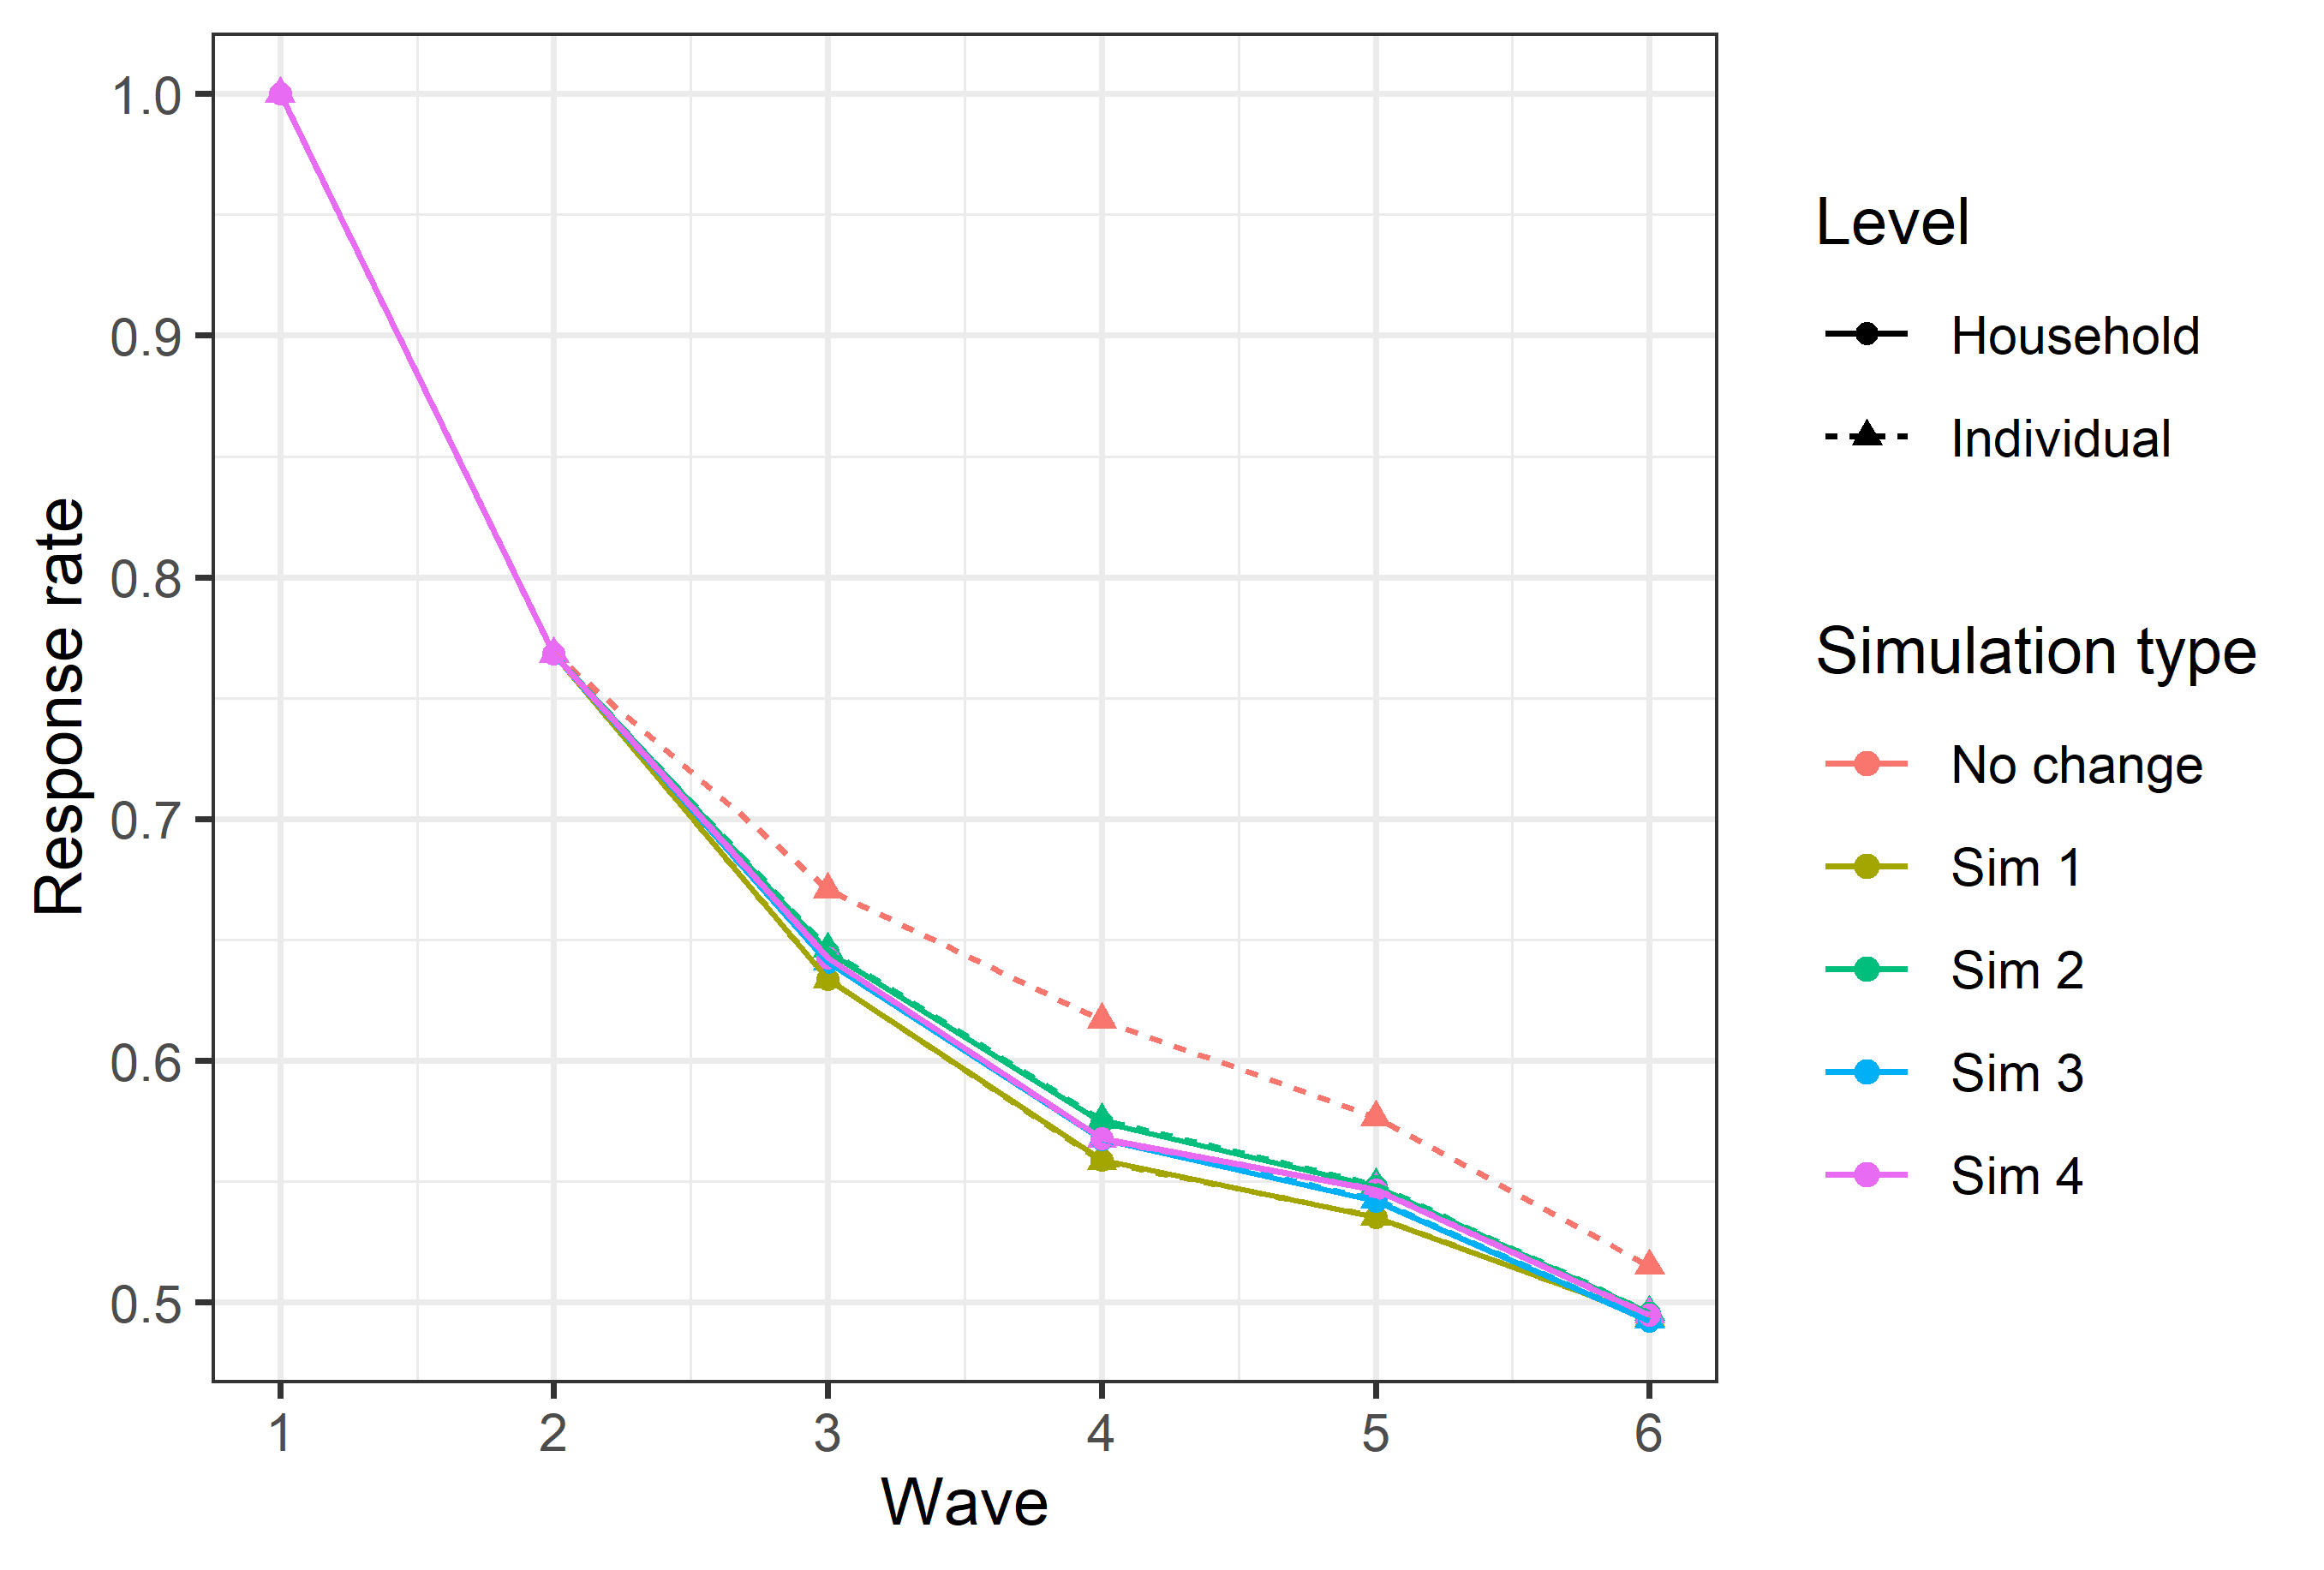 1.0
0.9
0.8
0.7
0.6
0.5
Response rate
1 2 3 4 5 6
Wave
Level
Household
Individual
Simulation type
No change
Sim 1
Sim 2
Sim 3
Sim 4